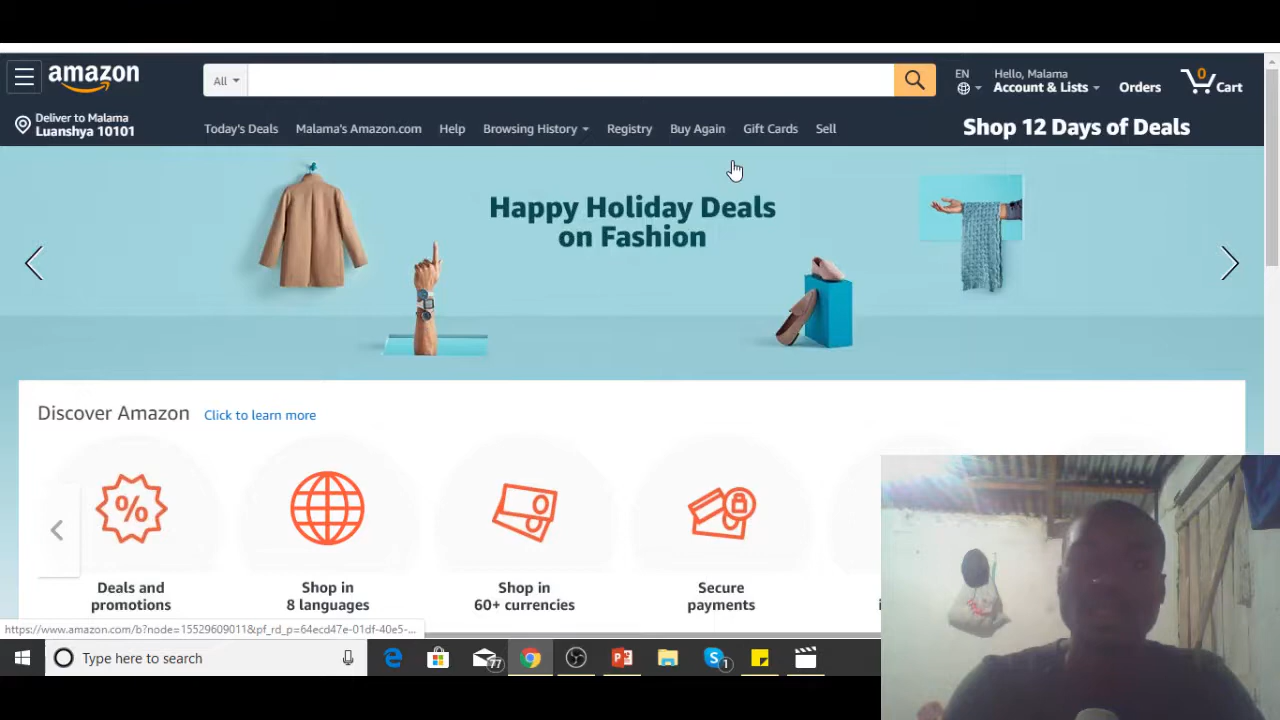 amazon
All
EN
Hello, Malama
Account & Lists
Orders
0
Cart
Deliver to Malama
Luanshya 10101
Today's Deals
Malama's Amazon.com
Help
Browsing History
Registry
Buy Again
Gift Cards
Sell
Shop 12 Days of Deals
Happy Holiday Deals
on Fashion
Discover Amazon
Click to learn more
%
Deals and
promotions
Shop in
8 languages
Shop in
60+ currencies
Secure
payments
https://www.amazon.com/b?node=15529609011&pf_rd_p=64ecd47e-01df-40e5-...
Type here to search
77
1